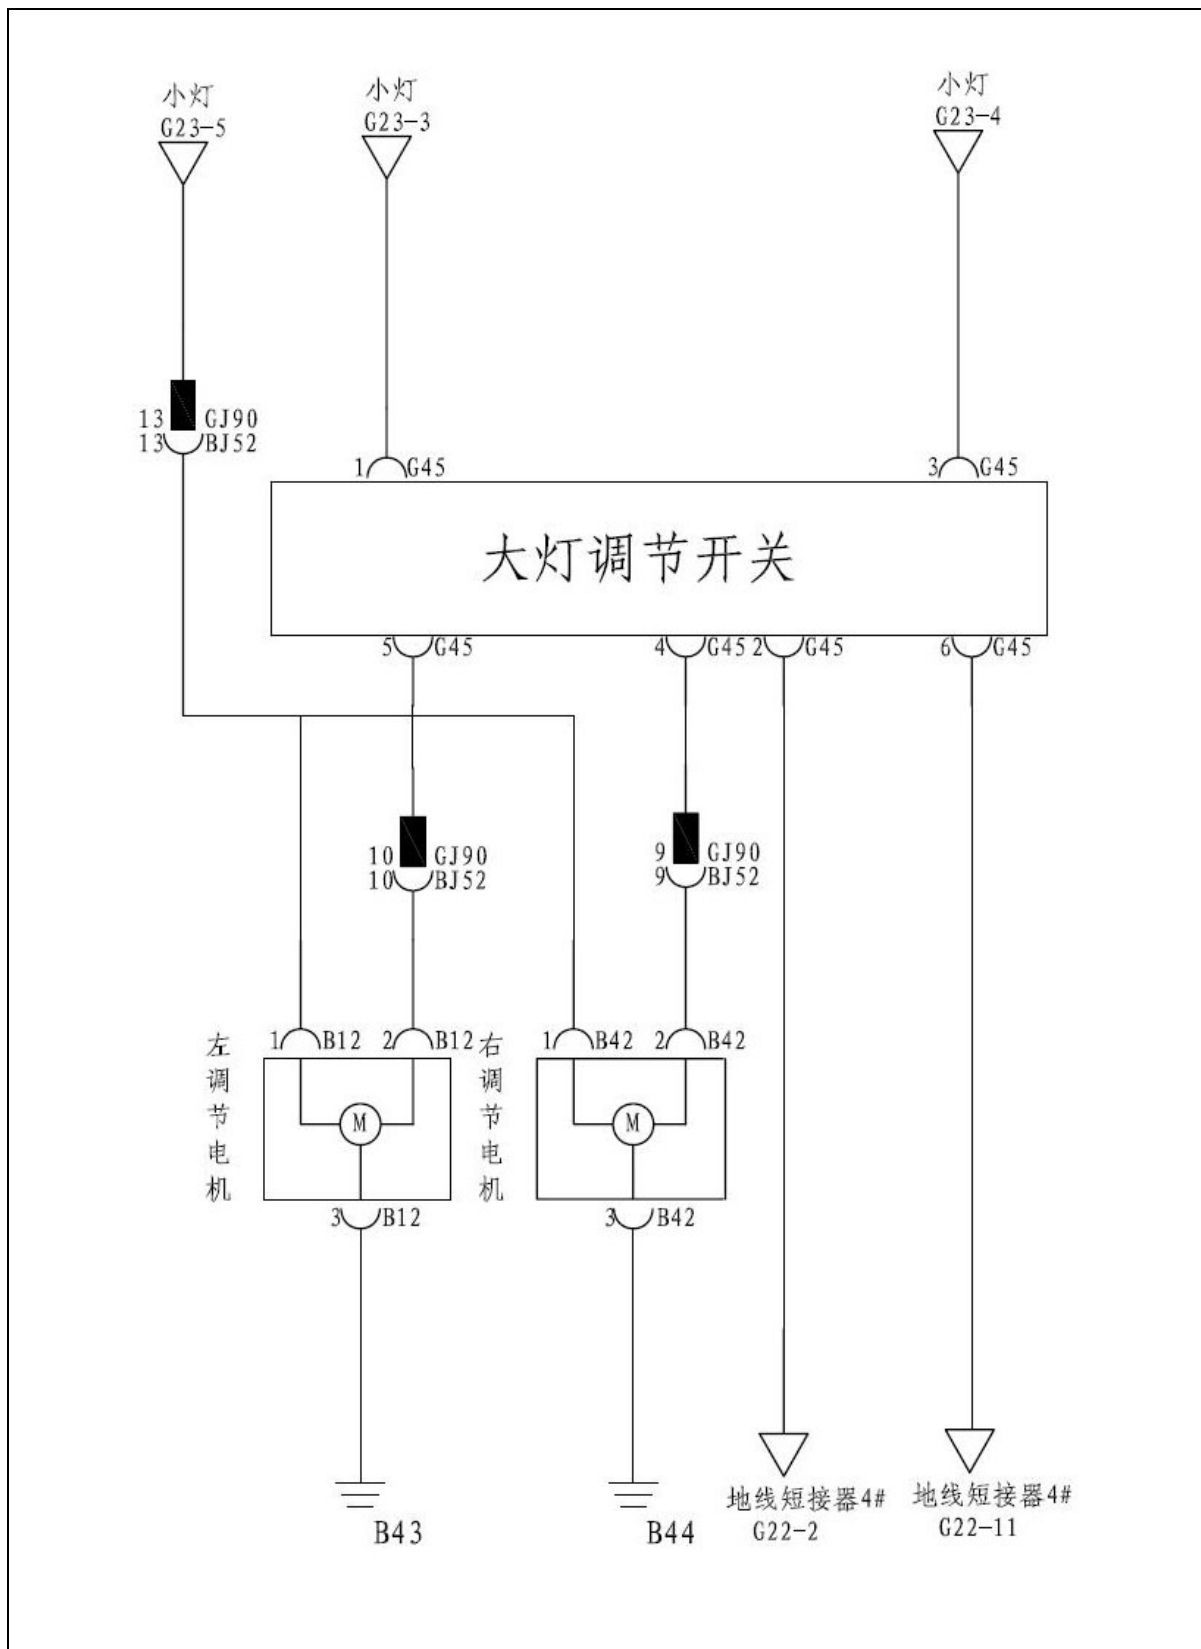 小灯
G23-5
小灯
G23-3
小灯
G23-4
13 GJ90
13 BJ52
1 G45
3 G45
大灯调节开关
5 G45
4 G45
2 G45
6 G45
10 GJ90
10 BJ52
9 GJ90
9 BJ52
左调节电机
1 B12
2 B12
M
3 B12
右调节电机
1 B42
2 B42
M
3 B42
B43
B44
地线短接器4#
G22-2
地线短接器4#
G22-11